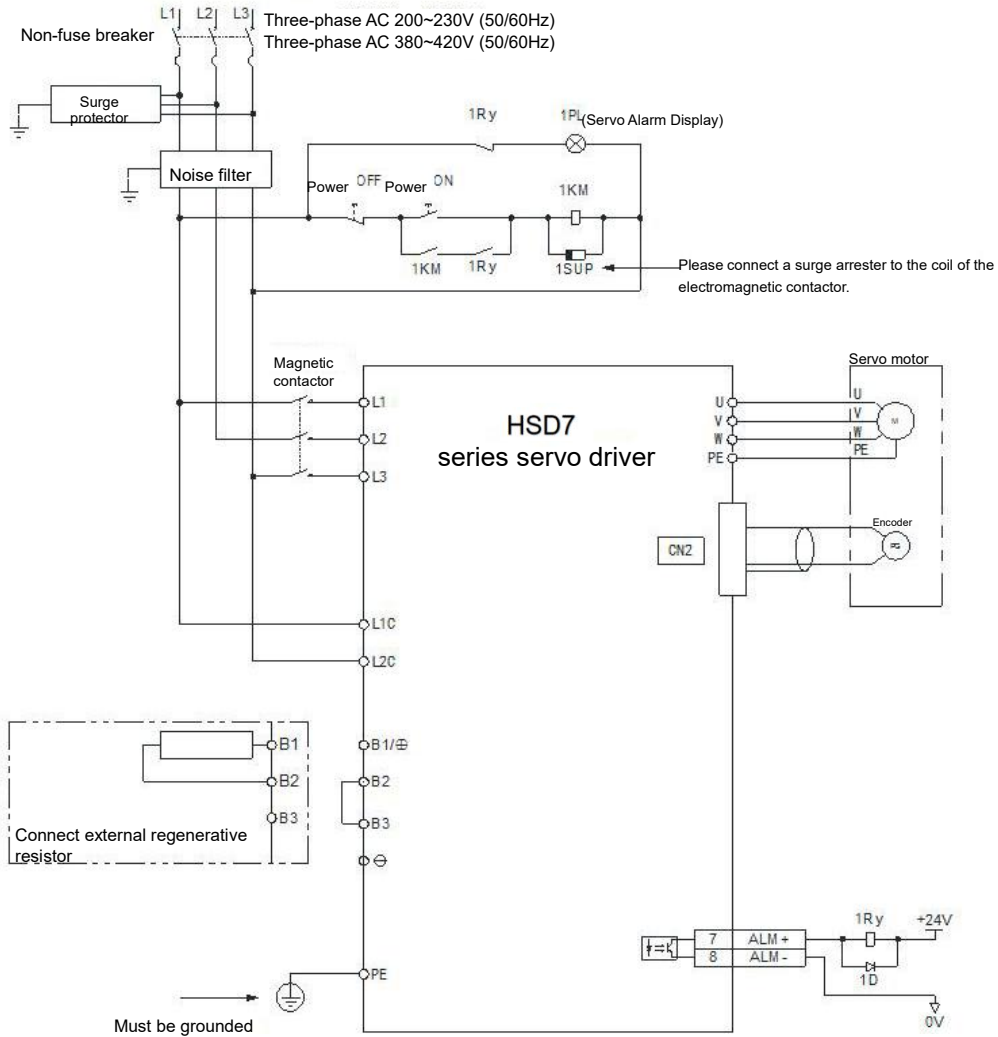 L1 L2 L3 Three-phase AC 200~230V (50/60Hz)
Non-fuse breaker
Three-phase AC 380~420V (50/60Hz)
Surge
protector
1Ry
1PL(Servo Alarm Display)
Noise filter
Power OFF Power ON
1KM
1KM
1Ry
1SUP
Please connect a surge arrester to the coil of the
electromagnetic contactor.
Magnetic
contactor
Servo motor
L1
L2
L3
HSD7
series servo driver
U
V
W
PE
U
V
W
PE
M
CN2
Encoder
PG
L1C
L2C
B1
B2
B3
Connect external regenerative
resistor
B1/⊕
B2
B3
⊖
1Ry
+24V
7 ALM+
8 ALM-
1D
0V
PE
Must be grounded